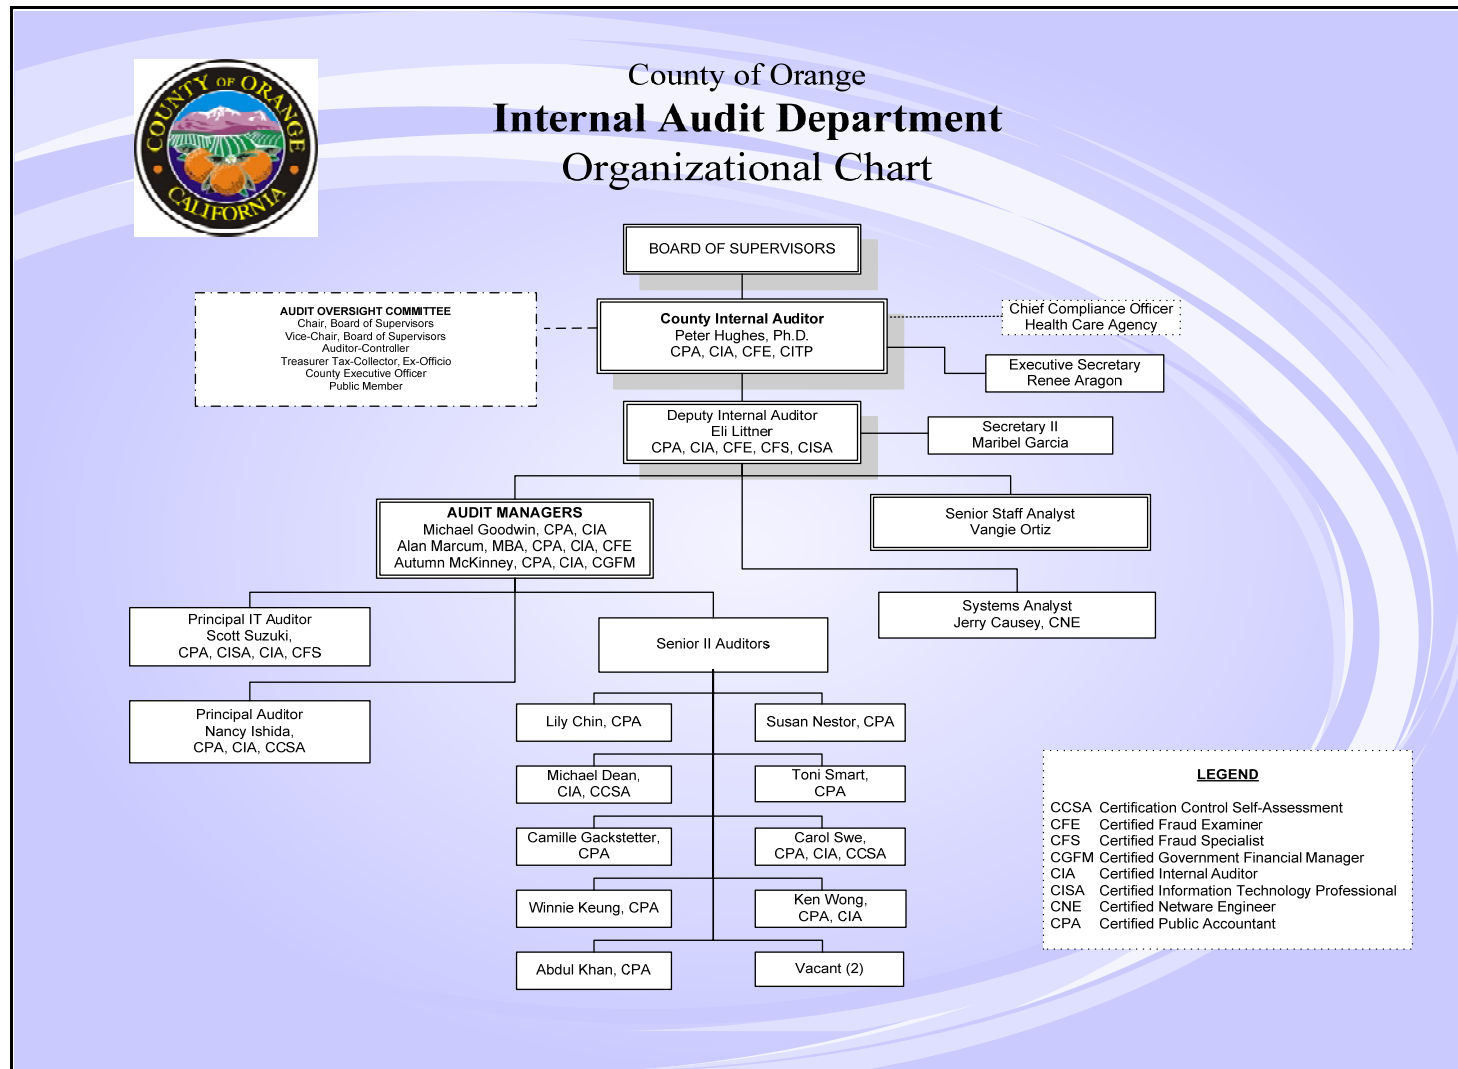 COUNTY OF ORANGE
CALIFORNIA
County of Orange
Internal Audit Department
Organizational Chart
BOARD OF SUPERVISORS
AUDIT OVERSIGHT COMMITTEE
Chair, Board of Supervisors
Vice-Chair, Board of Supervisors
Auditor-Controller
Treasurer Tax-Collector, Ex-Officio
County Executive Officer
Public Member
County Internal Auditor
Peter Hughes, Ph.D.
CPA, CIA, CFE, CITP
Chief Compliance Officer
Health Care Agency
Executive Secretary
Renee Aragon
Deputy Internal Auditor
Eli Littner
CPA, CIA, CFE, CFS, CISA
Secretary II
Maribel Garcia
AUDIT MANAGERS
Michael Goodwin, CPA, CIA
Alan Marcum, MBA, CPA, CIA, CFE
Autumn McKinney, CPA, CIA, CGFM
Senior Staff Analyst
Vangie Ortiz
Systems Analyst
Jerry Causey, CNE
Principal IT Auditor
Scott Suzuki,
CPA, CISA, CIA, CFS
Senior II Auditors
Principal Auditor
Nancy Ishida,
CPA, CIA, CCSA
Lily Chin, CPA
Susan Nestor, CPA
Michael Dean,
CIA, CCSA
Toni Smart,
CPA
Camille Gackstetter,
CPA
Carol Swe,
CPA, CIA, CCSA
Winnie Keung, CPA
Ken Wong,
CPA, CIA
Abdul Khan, CPA
Vacant (2)
LEGEND
CCSA Certification Control Self-Assessment
CFE Certified Fraud Examiner
CFS Certified Fraud Specialist
CGFM Certified Government Financial Manager
CIA Certified Internal Auditor
CISA Certified Information Technology Professional
CNE Certified Netware Engineer
CPA Certified Public Accountant